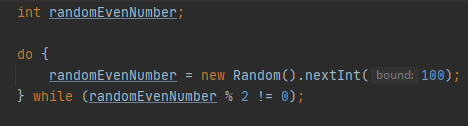 int randomEvenNumber;
do {
randomEvenNumber = new Random().nextInt( bound: 100);
} while (randomEvenNumber % 2 != 0);